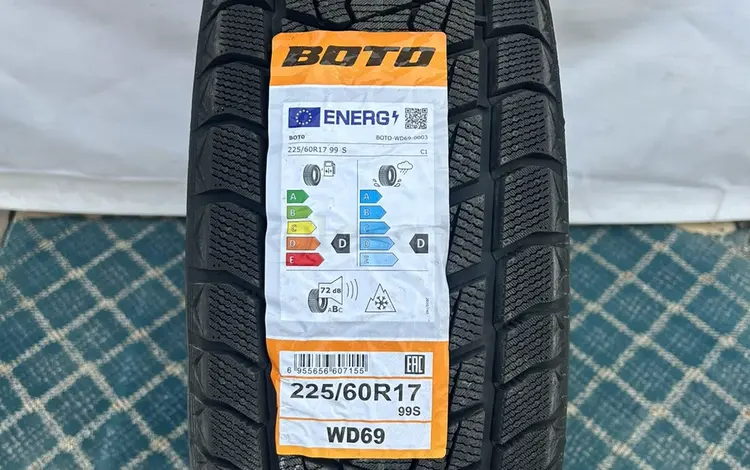 BOTO
ENERG
BOTO BOTO-WD69-0003
225/60R17 99 S C1
A A
B B
C C
D D D D
E E
72 dB
ABC
6 955656 607155
EAC
225/60R17
99S
WD69